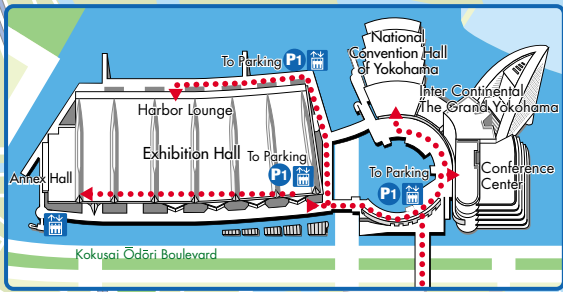 National
Convention Hall
of Yokohama
To Parking P1
Inter Continental
The Grand Yokohama
Harbor Lounge
Exhibition Hall
To Parking
P1
To Parking
P1
Conference
Center
Annex Hall
Kokusai Ōdōri Boulevard